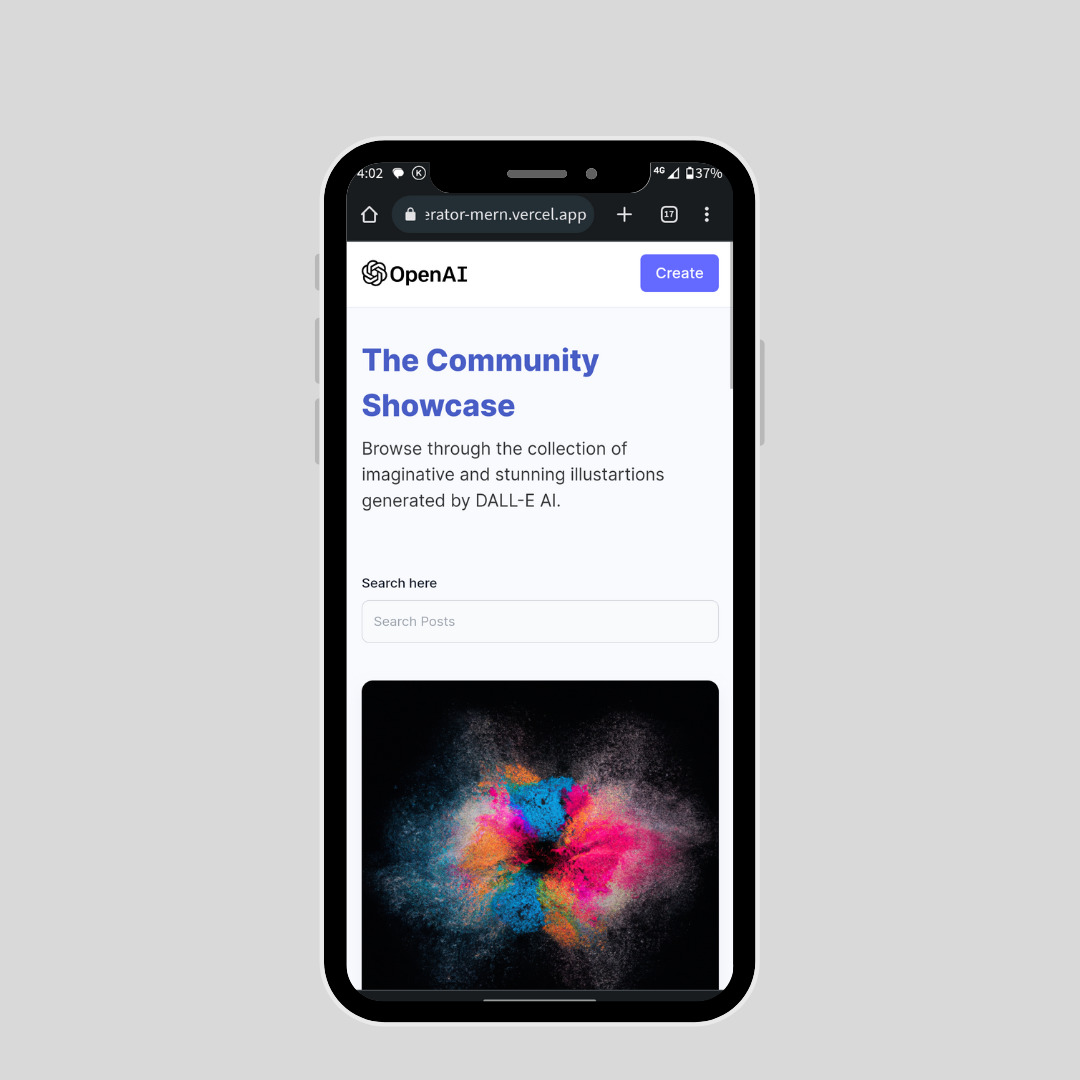 4:02 K 4G 37%
erator-mern.vercel.app 17
OpenAI Create
The Community
Showcase
Browse through the collection of
imaginative and stunning illustartions
generated by DALL-E AI.
Search here
Search Posts